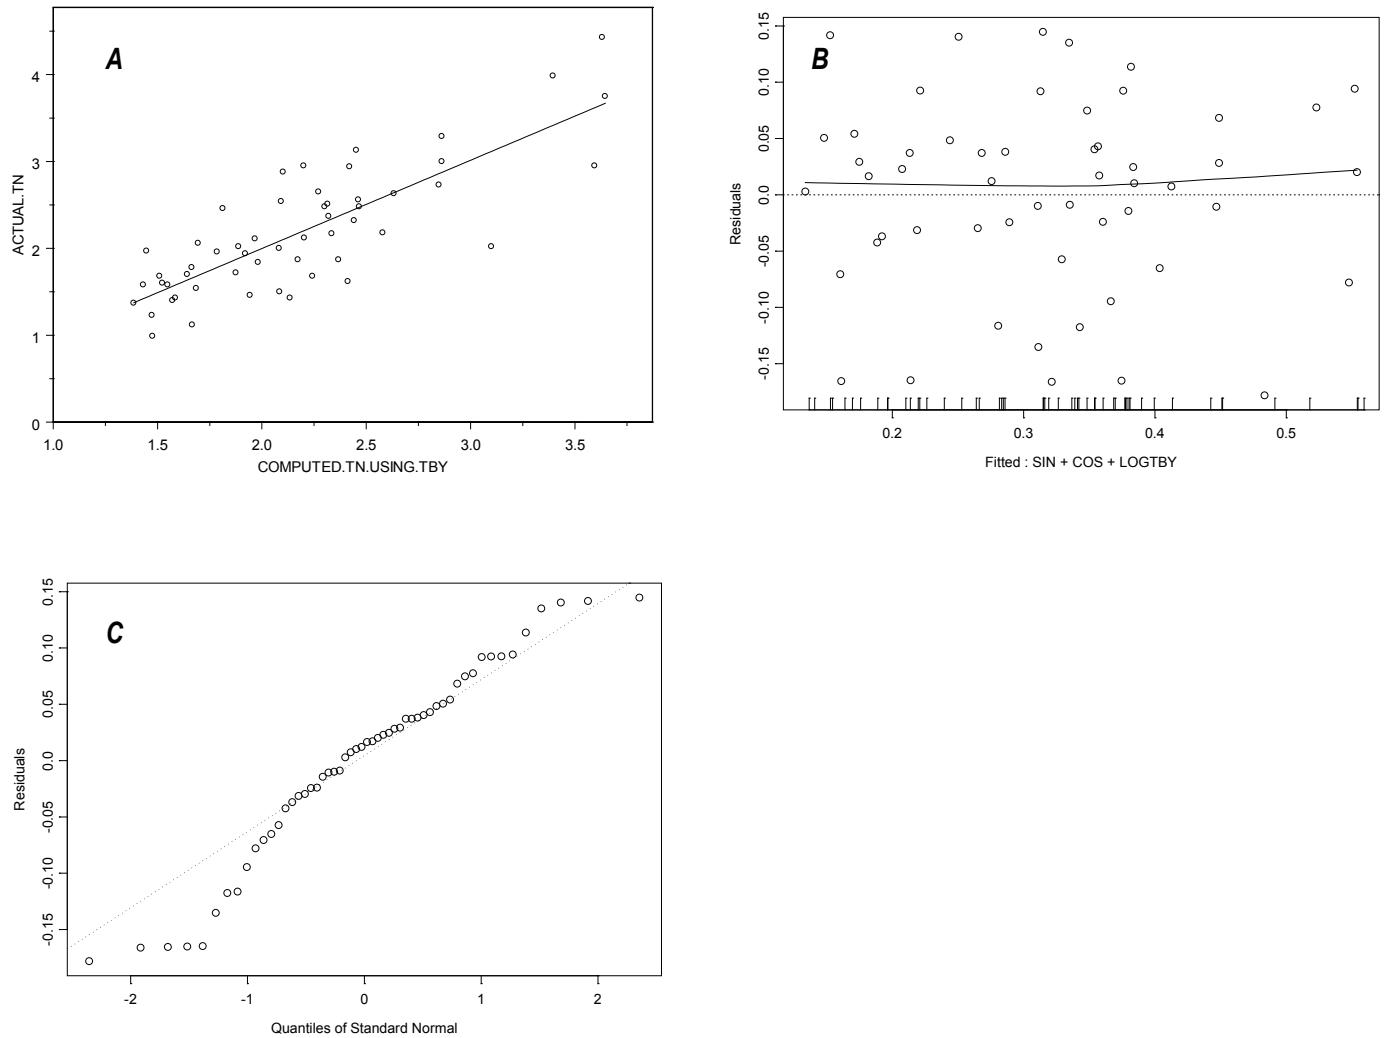 A
ACTUAL.TN
4
3
2
1
0
1.0 1.5 2.0 2.5 3.0 3.5
COMPUTED.TN.USING.TBY
B
Residuals
0.15
0.10
0.05
0.0
-0.05
-0.10
-0.15
0.2 0.3 0.4 0.5
Fitted : SIN + COS + LOGTBY
C
Residuals
0.15
0.10
0.05
0.0
-0.05
-0.10
-0.15
-2 -1 0 1 2
Quantiles of Standard Normal